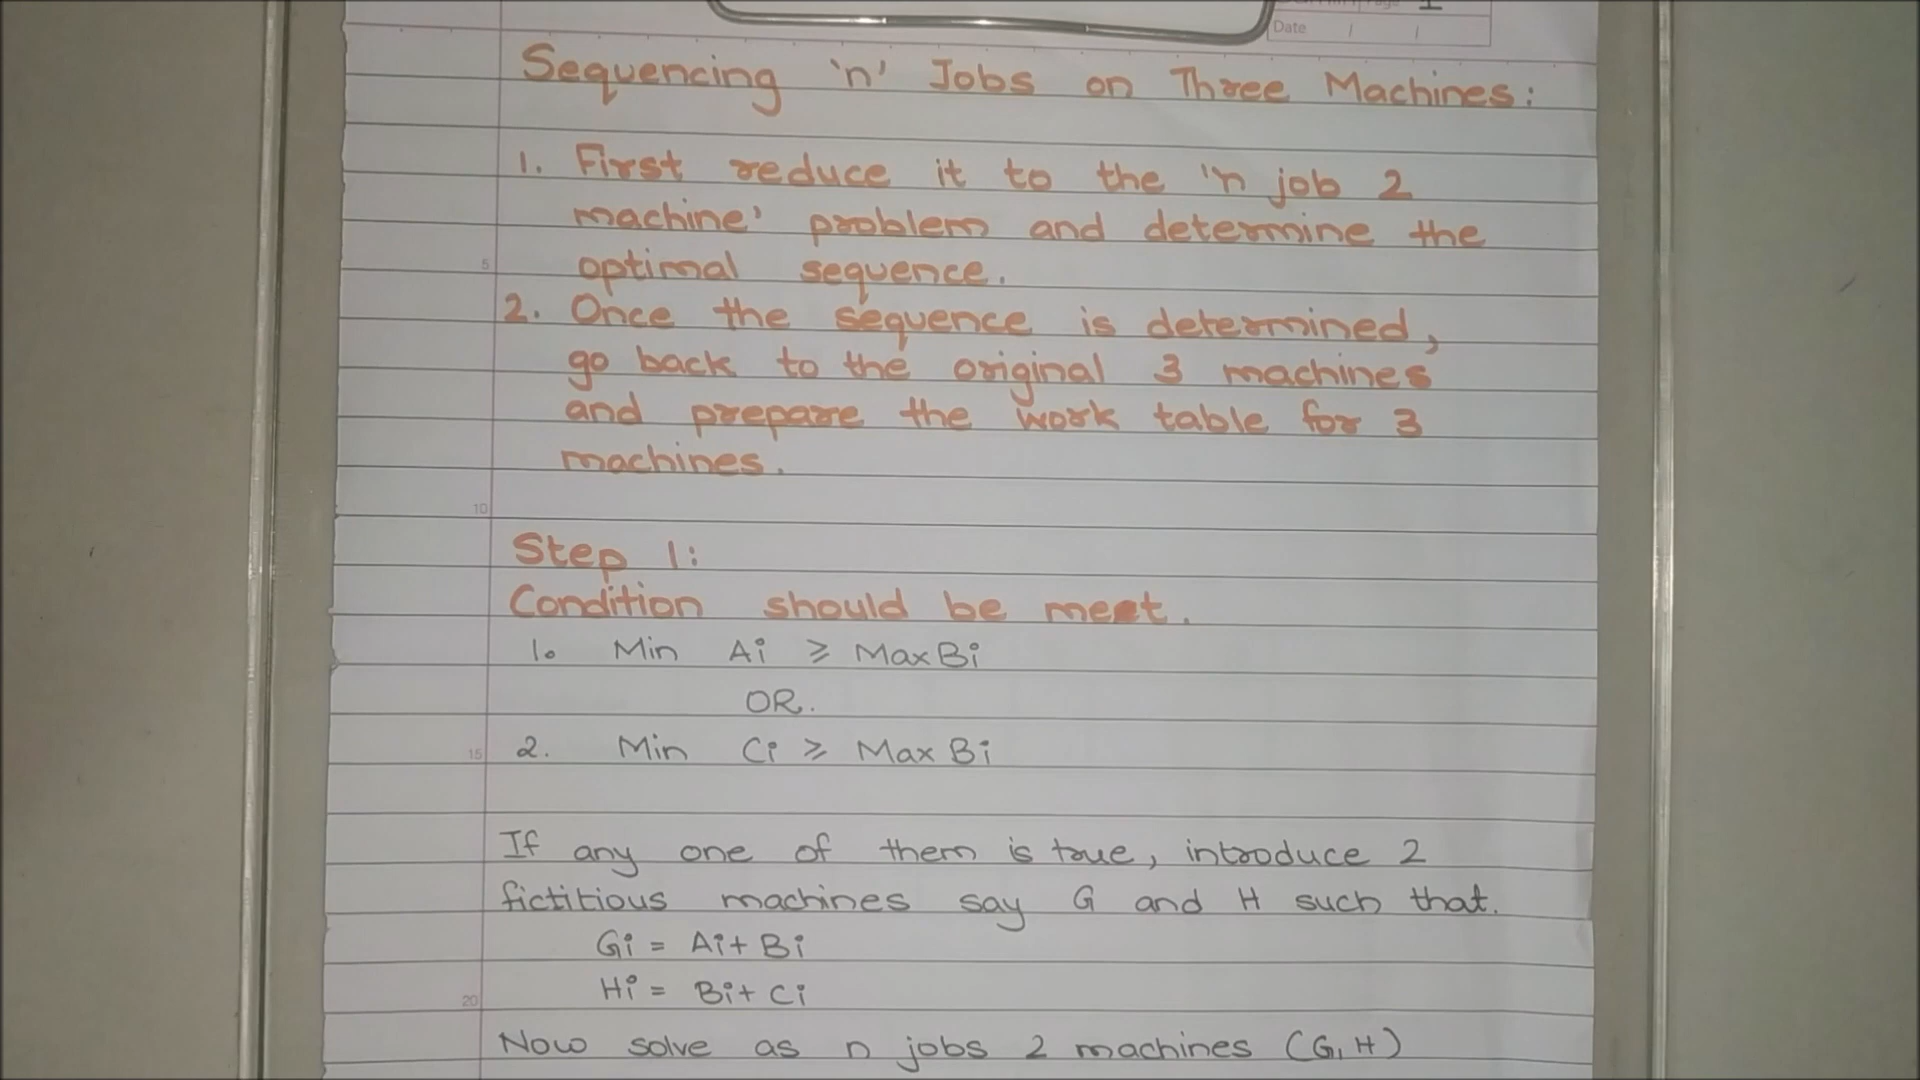 Date / /
Sequencing 'n' Jobs on Three Machines:
1. First reduce it to the 'n job 2
machine' problem and determine the
5
optimal sequence.
2. Once the sequence is determined,
go back to the original 3 machines
and prepare the work table for 3
machines.
10
Step 1:
Condition should be meet.
1. Min Ai ⩾ Max Bi
OR.
15
2. Min Ci ⩾ Max Bi
If any one of them is true, introduce 2
fictitious machines say G and H such that.
Gi = Ai + Bi
20
Hi = Bi + Ci
Now solve as n jobs 2 machines (G, H)